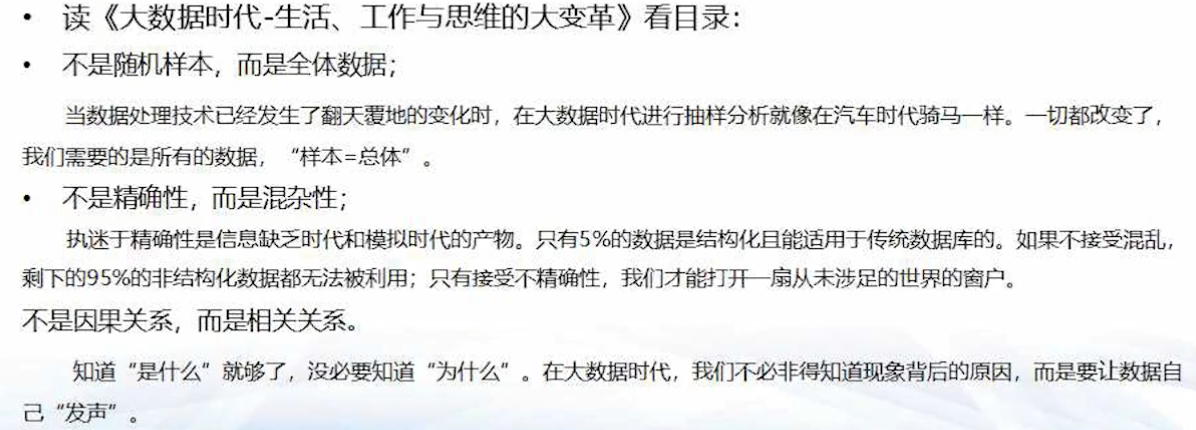 • 读《大数据时代-生活、工作与思维的大变革》看目录：
• 不是随机样本，而是全体数据；
当数据处理技术已经发生了翻天覆地的变化时，在大数据时代进行抽样分析就像在汽车时代骑马一样。一切都改变了，
我们需要的是所有的数据，“样本=总体”。
• 不是精确性，而是混杂性；
执迷于精确性是信息缺乏时代和模拟时代的产物。只有5%的数据是结构化且能适用于传统数据库的。如果不接受混乱，
剩下的95%的非结构化数据都无法被利用；只有接受不精确性，我们才能打开一扇从未涉足的世界的窗户。
不是因果关系，而是相关关系。
知道“是什么”就够了，没必要知道“为什么”。在大数据时代，我们不必非得知道现象背后的原因，而是要让数据自
己“发声”。